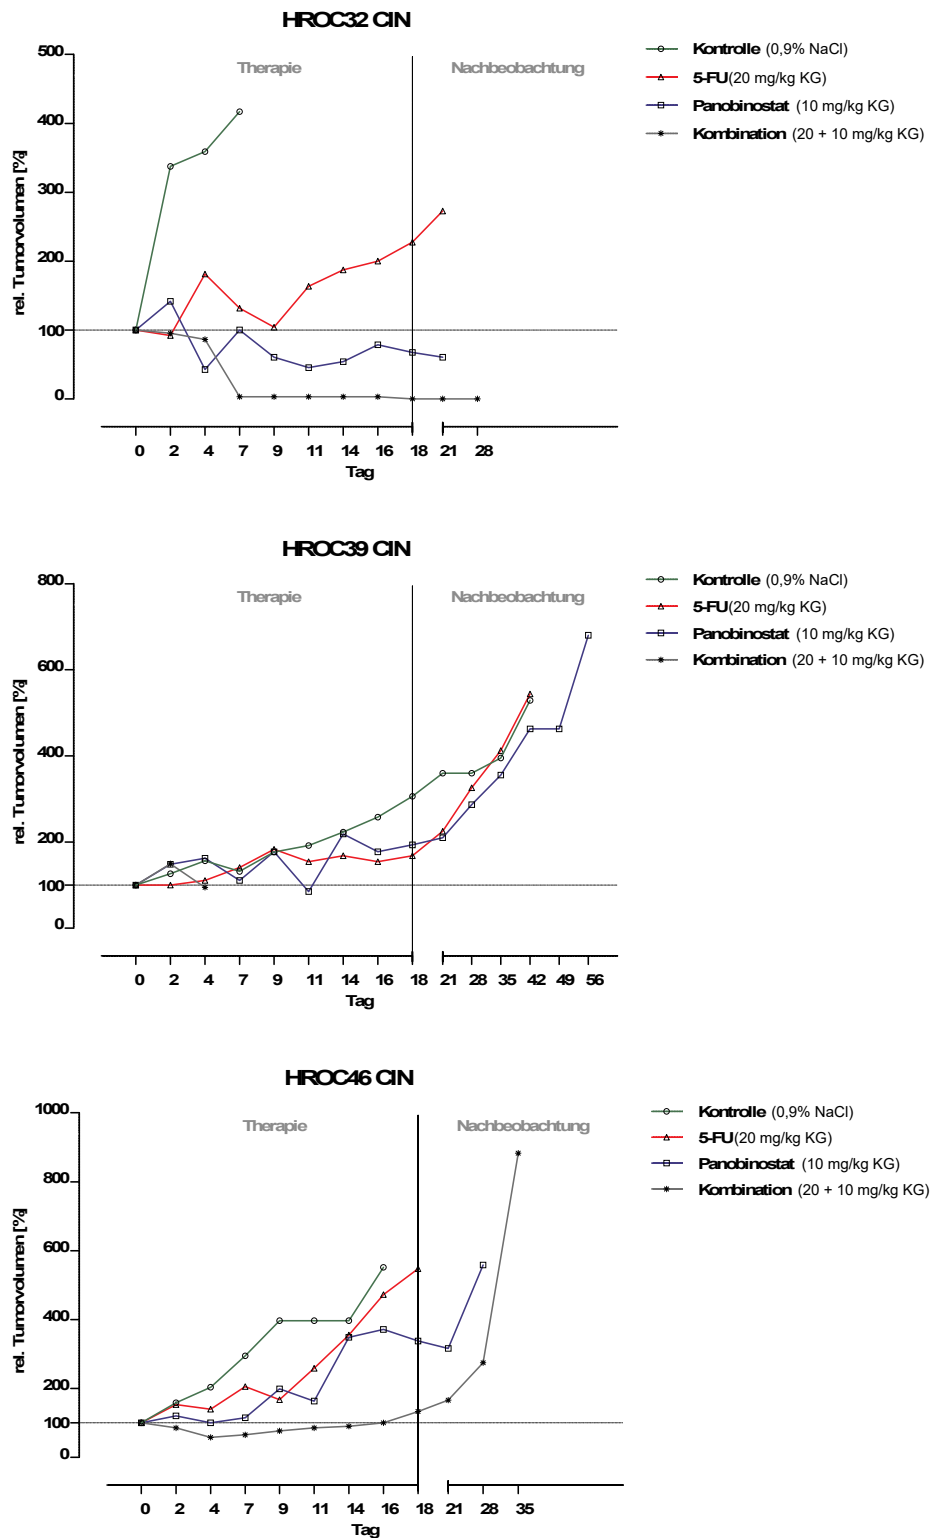 HROC32 CIN
500
400
300
200
100
0
rel. Tumorvolumen [%]
Therapie
Nachbeobachtung
0 2 4 7 9 11 14 16 18 21 28
Tag
Kontrolle (0,9% NaCl)
5-FU(20 mg/kg KG)
Panobinostat (10 mg/kg KG)
Kombination (20 + 10 mg/kg KG)
HROC39 CIN
800
600
400
200
100
0
rel. Tumorvolumen [%]
Therapie
Nachbeobachtung
0 2 4 7 9 11 14 16 18 21 28 35 42 49 56
Tag
Kontrolle (0,9% NaCl)
5-FU(20 mg/kg KG)
Panobinostat (10 mg/kg KG)
Kombination (20 + 10 mg/kg KG)
HROC46 CIN
1000
800
600
400
200
100
0
rel. Tumorvolumen [%]
Therapie
Nachbeobachtung
0 2 4 7 9 11 14 16 18 21 28 35
Tag
Kontrolle (0,9% NaCl)
5-FU(20 mg/kg KG)
Panobinostat (10 mg/kg KG)
Kombination (20 + 10 mg/kg KG)